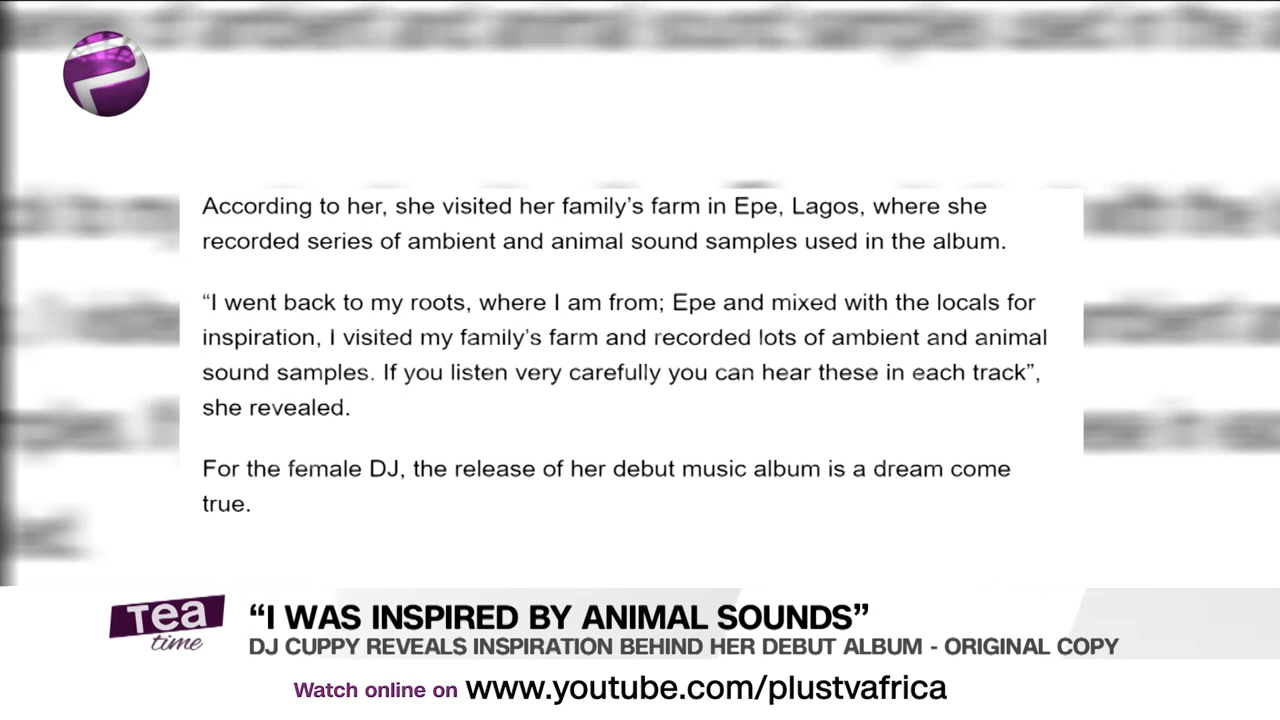 According to her, she visited her family’s farm in Epe, Lagos, where she
recorded series of ambient and animal sound samples used in the album.
“I went back to my roots, where I am from; Epe and mixed with the locals for
inspiration, I visited my family’s farm and recorded lots of ambient and animal
sound samples. If you listen very carefully you can hear these in each track”,
she revealed.
For the female DJ, the release of her debut music album is a dream come
true.
Tea
time
“I WAS INSPIRED BY ANIMAL SOUNDS”
DJ CUPPY REVEALS INSPIRATION BEHIND HER DEBUT ALBUM - ORIGINAL COPY
Watch online on www.youtube.com/plustvafrica